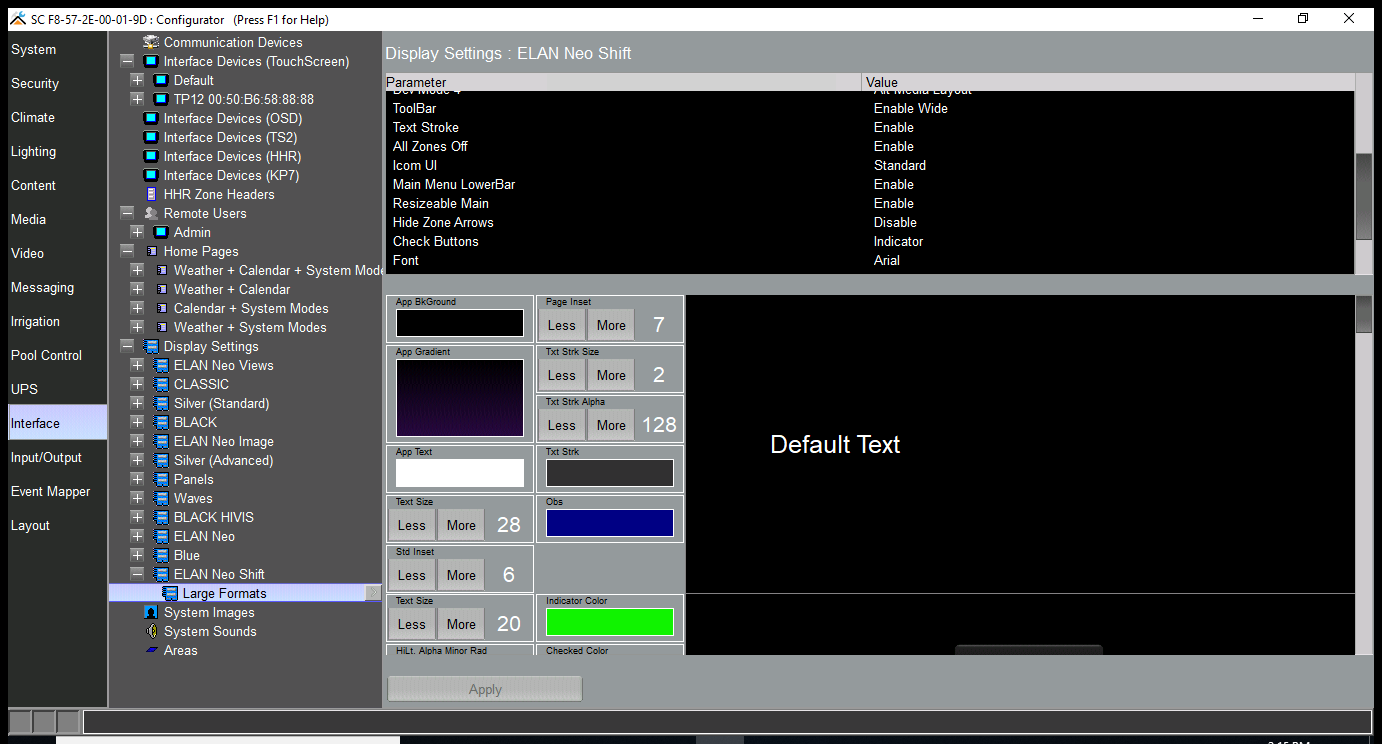 SC F8-57-2E-00-01-9D : Configurator (Press F1 for Help)
System
Security
Climate
Lighting
Content
Media
Video
Messaging
Irrigation
Pool Control
UPS
Interface
Input/Output
Event Mapper
Layout
Communication Devices
Interface Devices (TouchScreen)
Default
TP12 00:50:B6:58:88:88
Interface Devices (OSD)
Interface Devices (TS2)
Interface Devices (HHR)
Interface Devices (KP7)
HHR Zone Headers
Remote Users
Admin
Home Pages
Weather + Calendar + System Mode
Weather + Calendar
Calendar + System Modes
Weather + System Modes
Display Settings
ELAN Neo Views
CLASSIC
Silver (Standard)
BLACK
ELAN Neo Image
Silver (Advanced)
Panels
Waves
BLACK HIVIS
ELAN Neo
Blue
ELAN Neo Shift
Large Formats
System Images
System Sounds
Areas
Display Settings : ELAN Neo Shift
Parameter Value
Dev Mode 4 Alt Media Layout
ToolBar Enable Wide
Text Stroke Enable
All Zones Off Enable
Icom UI Standard
Main Menu LowerBar Enable
Resizeable Main Enable
Hide Zone Arrows Disable
Check Buttons Indicator
Font Arial
App BkGround
Page Inset
Less More 7
App Gradient
Txt Strk Size
Less More 2
Txt Strk Alpha
Less More 128
App Text
Txt Strk
Text Size
Less More 28
Obs
Std Inset
Less More 6
Text Size
Less More 20
Indicator Color
HiLt. Alpha Minor Rad
Checked Color
Default Text
Apply
3:15 PM